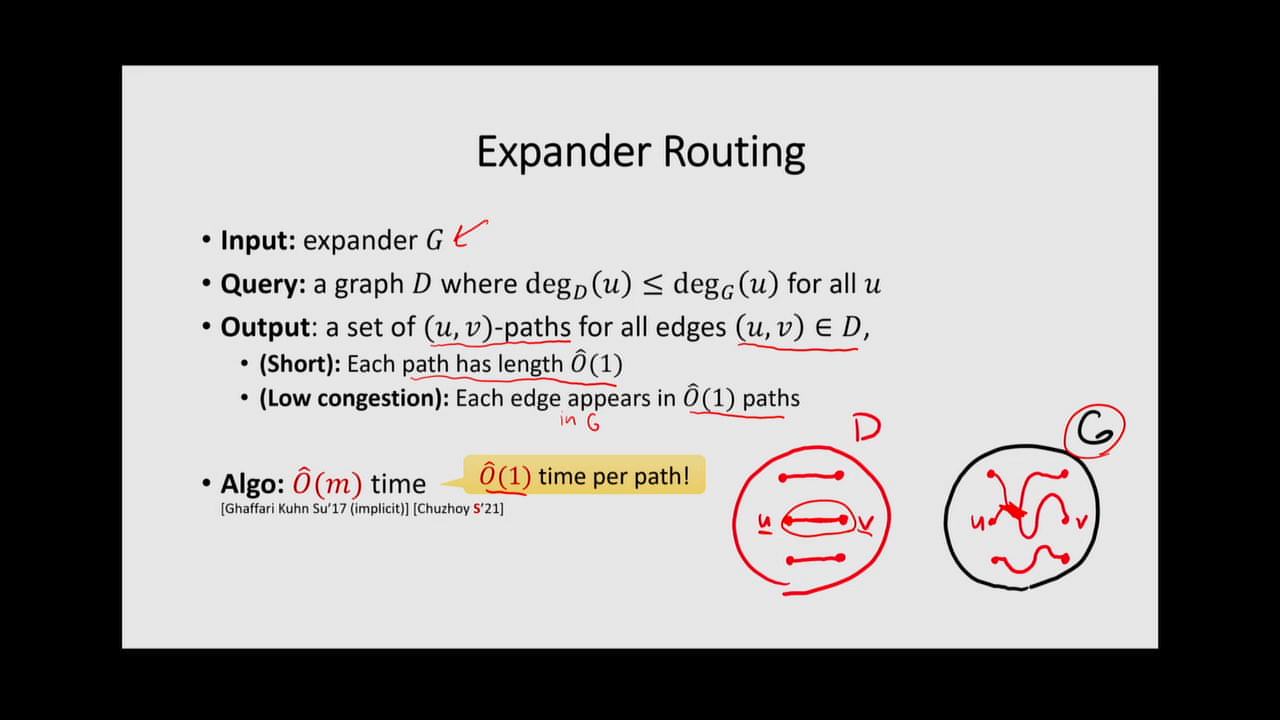 Expander Routing
• Input: expander G
• Query: a graph D where deg_D(u) ≤ deg_G(u) for all u
• Output: a set of (u, v)-paths for all edges (u, v) ∈ D,
• (Short): Each path has length Ô(1)
• (Low congestion): Each edge appears in Ô(1) paths
in G
D
G
• Algo: Ô(m) time
Ô(1) time per path!
[Ghaffari Kuhn Su’17 (implicit)] [Chuzhoy S’21]
u v
u v